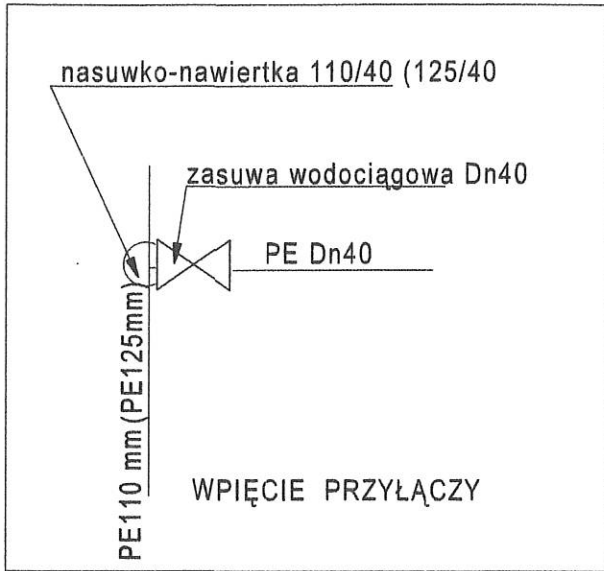 nasuwko-nawiertka 110/40 (125/40
zasuwa wodociągowa Dn40
PE Dn40
PE110 mm (PE125mm)
WPIĘCIE PRZYŁĄCZY